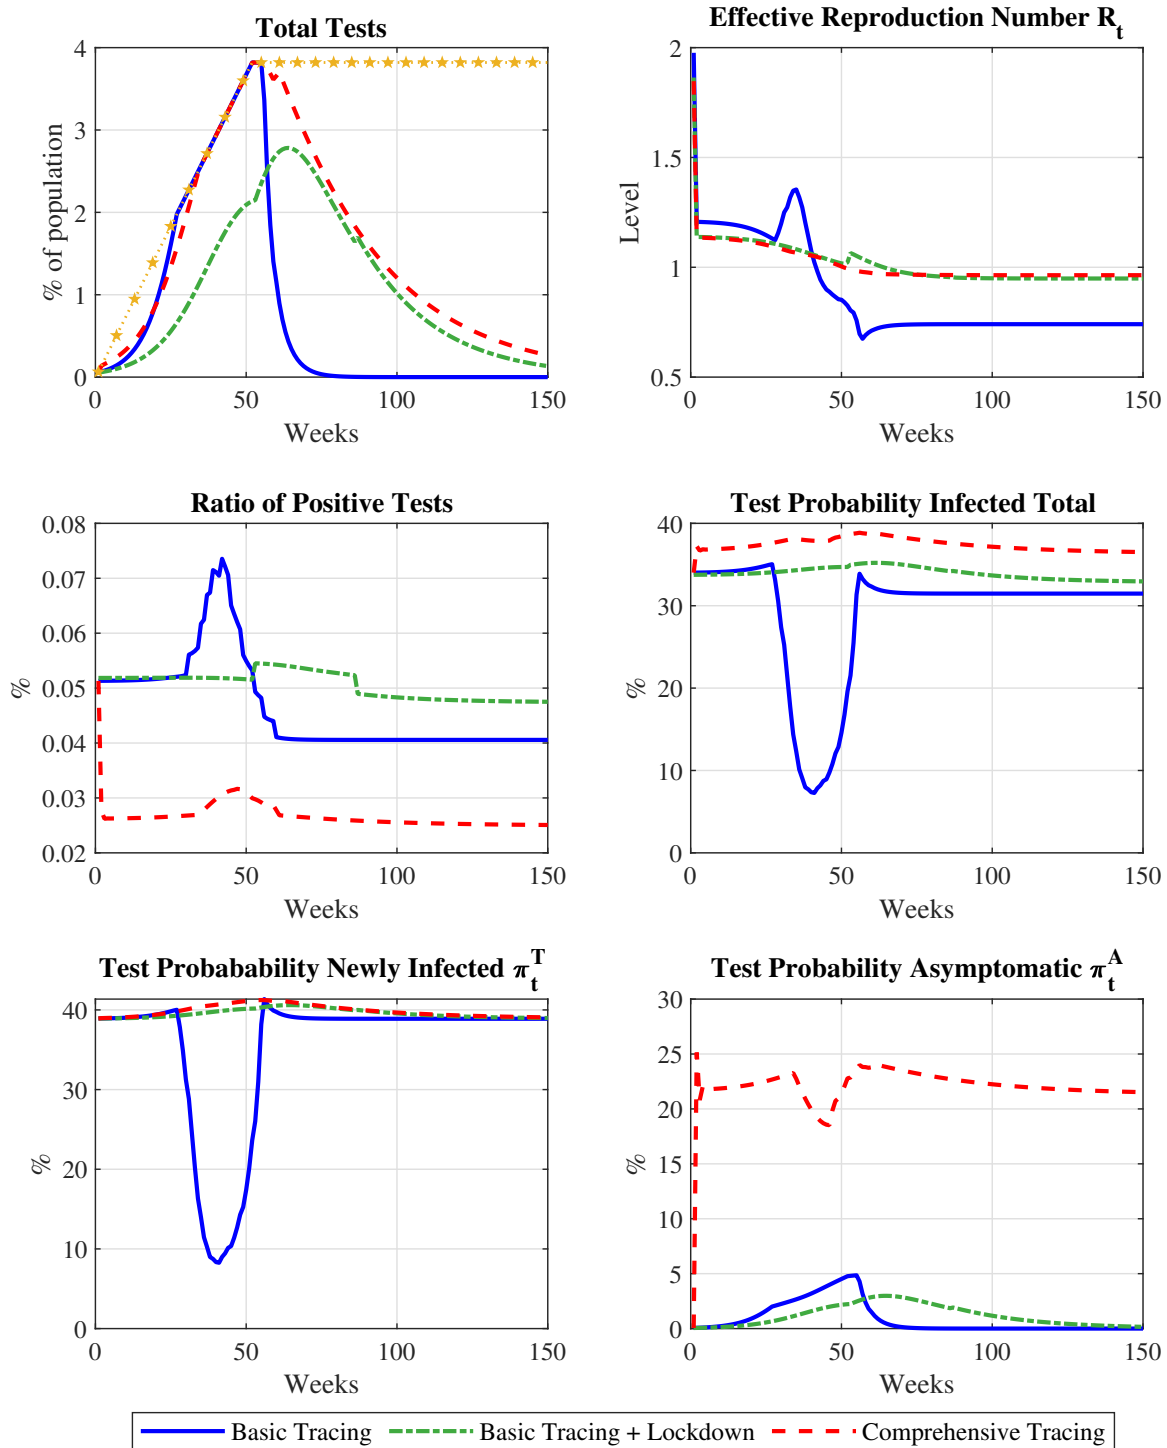 Total Tests
4
3
2
1
0
% of population
0 50 100 150
Weeks
Effective Reproduction Number R_t
2
1.5
1
0.5
Level
0 50 100 150
Weeks
Ratio of Positive Tests
0.08
0.07
0.06
0.05
0.04
0.03
0.02
%
0 50 100 150
Weeks
Test Probability Infected Total
40
30
20
10
0
%
0 50 100 150
Weeks
Test Probabability Newly Infected π_t^T
40
30
20
10
0
%
0 50 100 150
Weeks
Test Probability Asymptomatic π_t^A
30
25
20
15
10
5
0
%
0 50 100 150
Weeks
Basic Tracing Basic Tracing + Lockdown Comprehensive Tracing